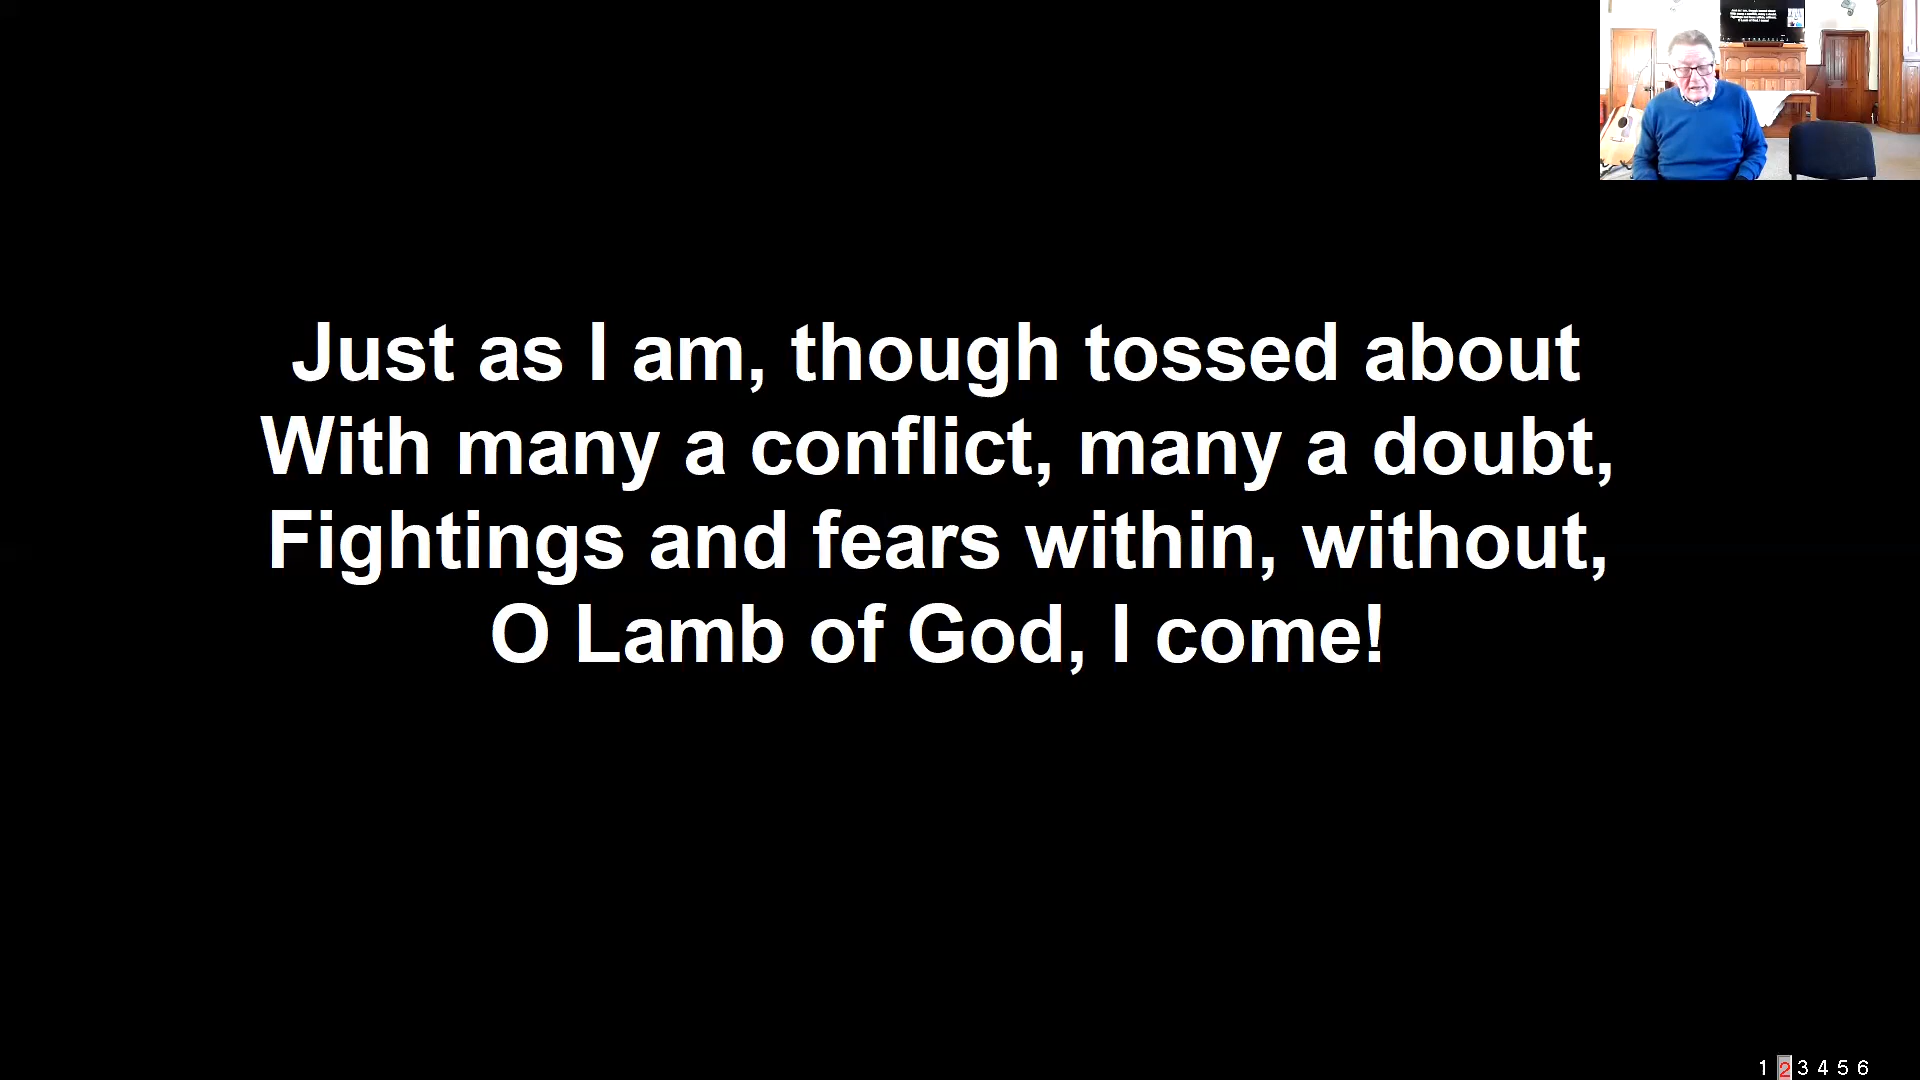 Just as I am, though tossed about
With many a conflict, many a doubt,
Fightings and fears within, without,
O Lamb of God, I come!
1 2 3 4 5 6